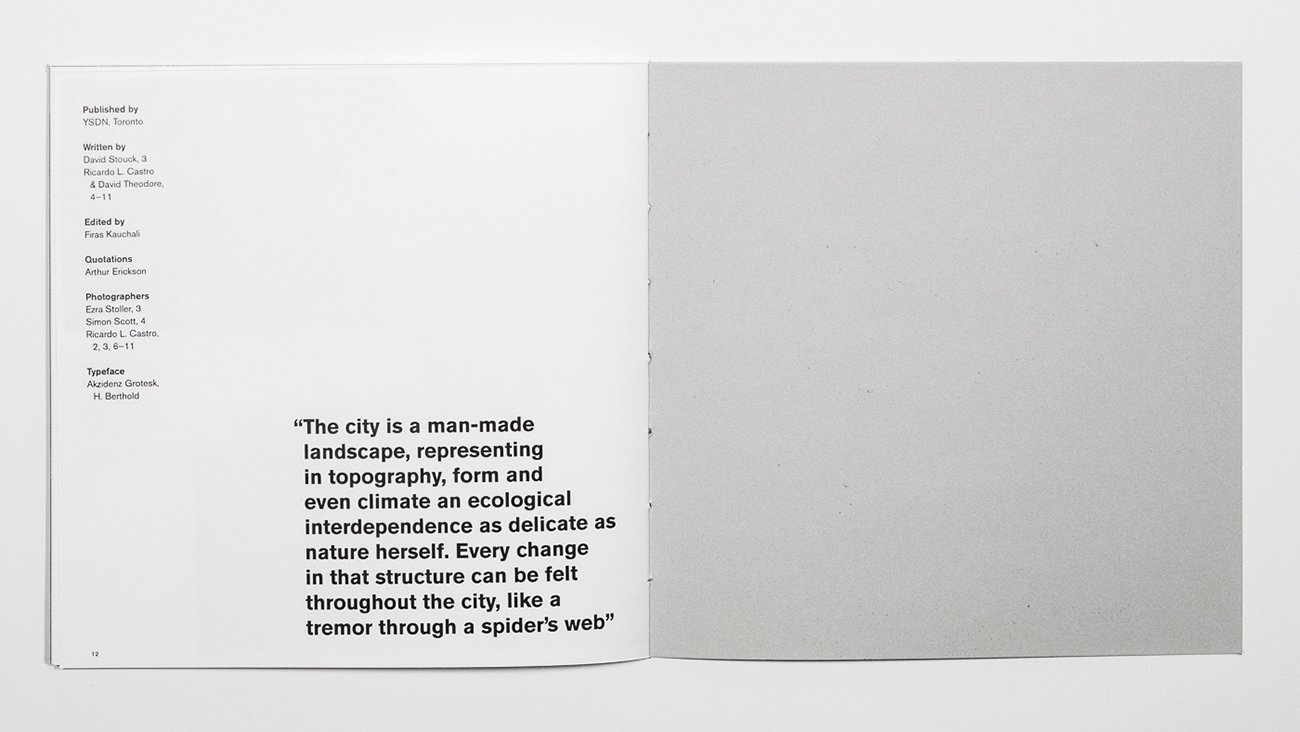 Published by
YSDN, Toronto
Written by
David Stouck, 3
Ricardo L. Castro
& David Theodore,
4–11
Edited by
Firas Kauchali
Quotations
Arthur Erickson
Photographers
Ezra Stoller, 3
Simon Scott, 4
Ricardo L. Castro,
2, 3, 6–11
Typeface
Akzidenz Grotesk,
H. Berthold
“The city is a man-made
landscape, representing
in topography, form and
even climate an ecological
interdependence as delicate as
nature herself. Every change
in that structure can be felt
throughout the city, like a
tremor through a spider’s web”
12